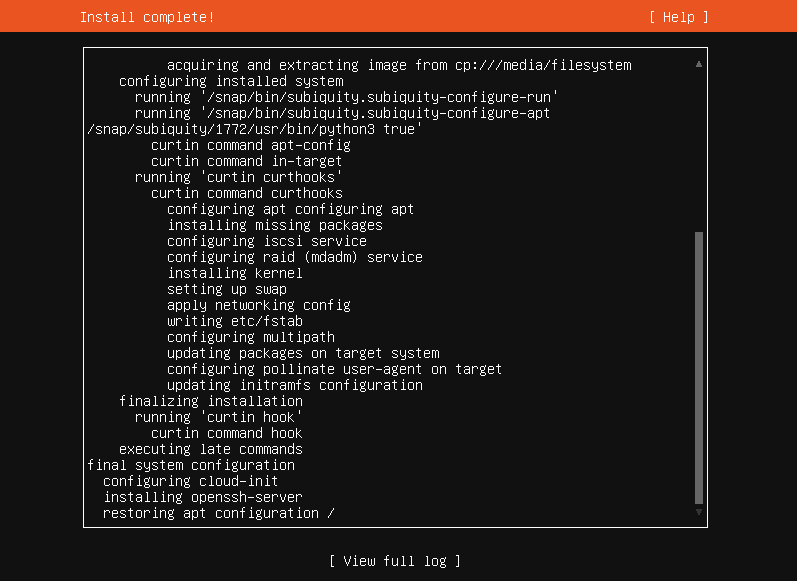 Install complete!
[ Help ]
acquiring and extracting image from cp:///media/filesystem
configuring installed system
running '/snap/bin/subiquity.subiquity-configure-run'
running '/snap/bin/subiquity.subiquity-configure-apt
/snap/subiquity/1772/usr/bin/python3 true'
curtin command apt-config
curtin command in-target
running 'curtin curthooks'
curtin command curthooks
configuring apt configuring apt
installing missing packages
configuring iscsi service
configuring raid (mdadm) service
installing kernel
setting up swap
apply networking config
writing etc/fstab
configuring multipath
updating packages on target system
configuring pollinate user-agent on target
updating initramfs configuration
finalizing installation
running 'curtin hook'
curtin command hook
executing late commands
final system configuration
configuring cloud-init
installing openssh-server
restoring apt configuration /
[ View full log ]